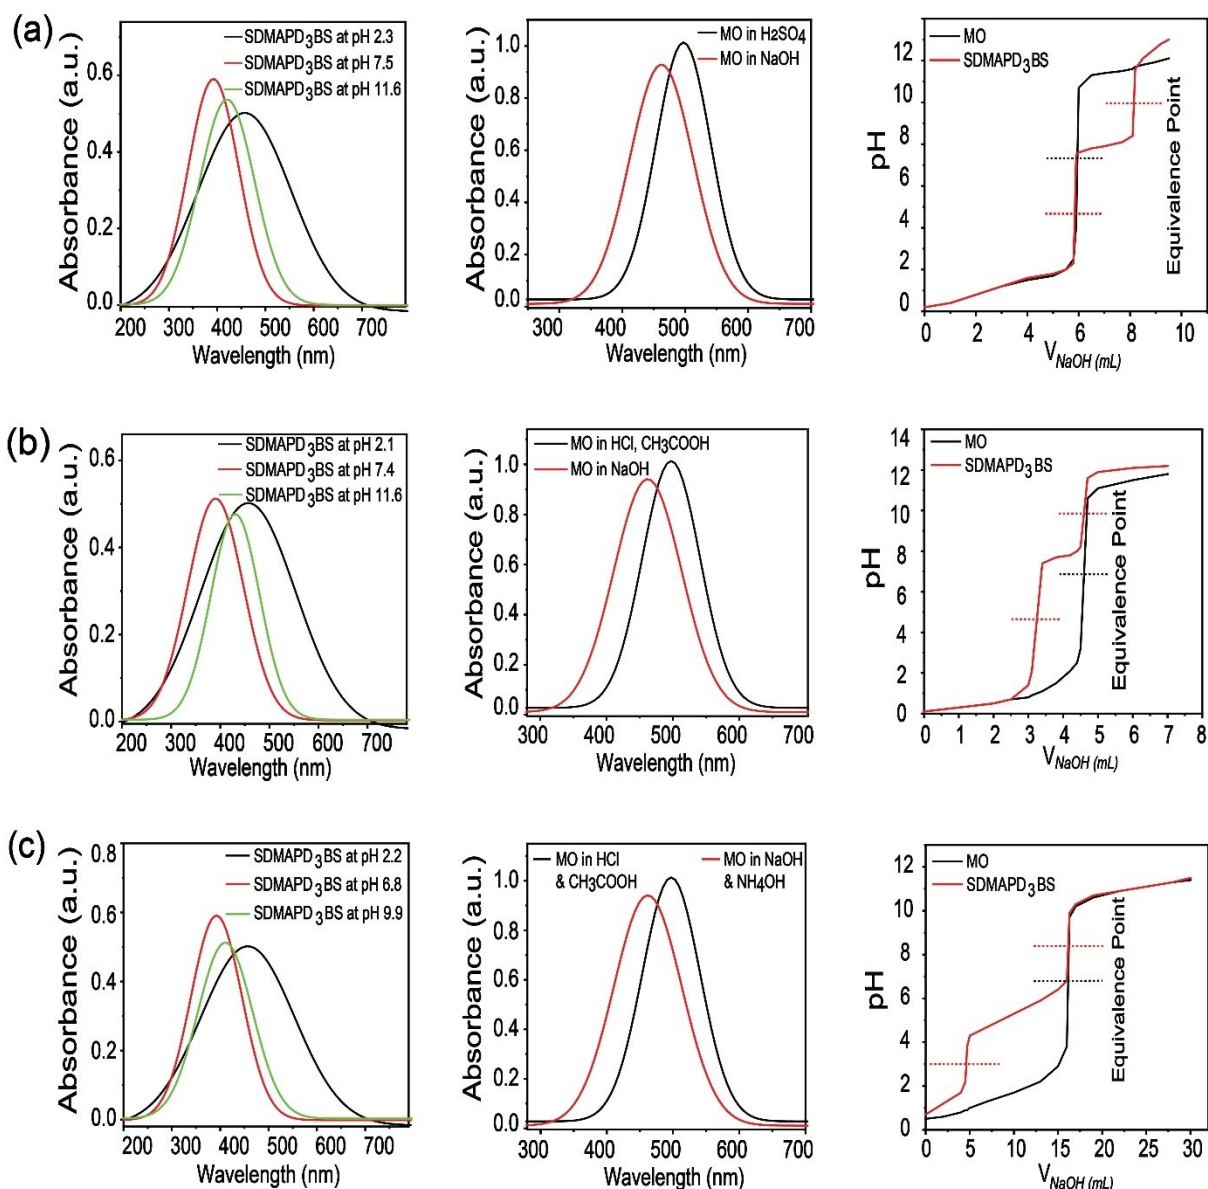 (a)
SDMAPD3BS at pH 2.3
SDMAPD3BS at pH 7.5
SDMAPD3BS at pH 11.6
Absorbance (a.u.)
0.6
0.4
0.2
0.0
200 300 400 500 600 700
Wavelength (nm)
MO in H2SO4
MO in NaOH
Absorbance (a.u.)
1.0
0.8
0.6
0.4
0.2
0.0
300 400 500 600 700
Wavelength (nm)
MO
SDMAPD3BS
pH
12
10
8
6
4
2
0
Equivalence Point
0 2 4 6 8 10
VNaOH (mL)
(b)
SDMAPD3BS at pH 2.1
SDMAPD3BS at pH 7.4
SDMAPD3BS at pH 11.6
Absorbance (a.u.)
0.6
0.4
0.2
0.0
200 300 400 500 600 700
Wavelength (nm)
MO in HCl, CH3COOH
MO in NaOH
Absorbance (a.u.)
1.0
0.8
0.6
0.4
0.2
0.0
300 400 500 600 700
Wavelength (nm)
MO
SDMAPD3BS
pH
14
12
10
8
6
4
2
0
Equivalence Point
0 1 2 3 4 5 6 7 8
VNaOH (mL)
(c)
SDMAPD3BS at pH 2.2
SDMAPD3BS at pH 6.8
SDMAPD3BS at pH 9.9
Absorbance (a.u.)
0.8
0.6
0.4
0.2
0.0
200 300 400 500 600 700
Wavelength (nm)
MO in HCl
& CH3COOH
MO in NaOH
& NH4OH
Absorbance (a.u.)
1.0
0.8
0.6
0.4
0.2
0.0
300 400 500 600 700
Wavelength (nm)
MO
SDMAPD3BS
pH
12
10
8
6
4
2
0
Equivalence Point
0 5 10 15 20 25 30
VNaOH (mL)